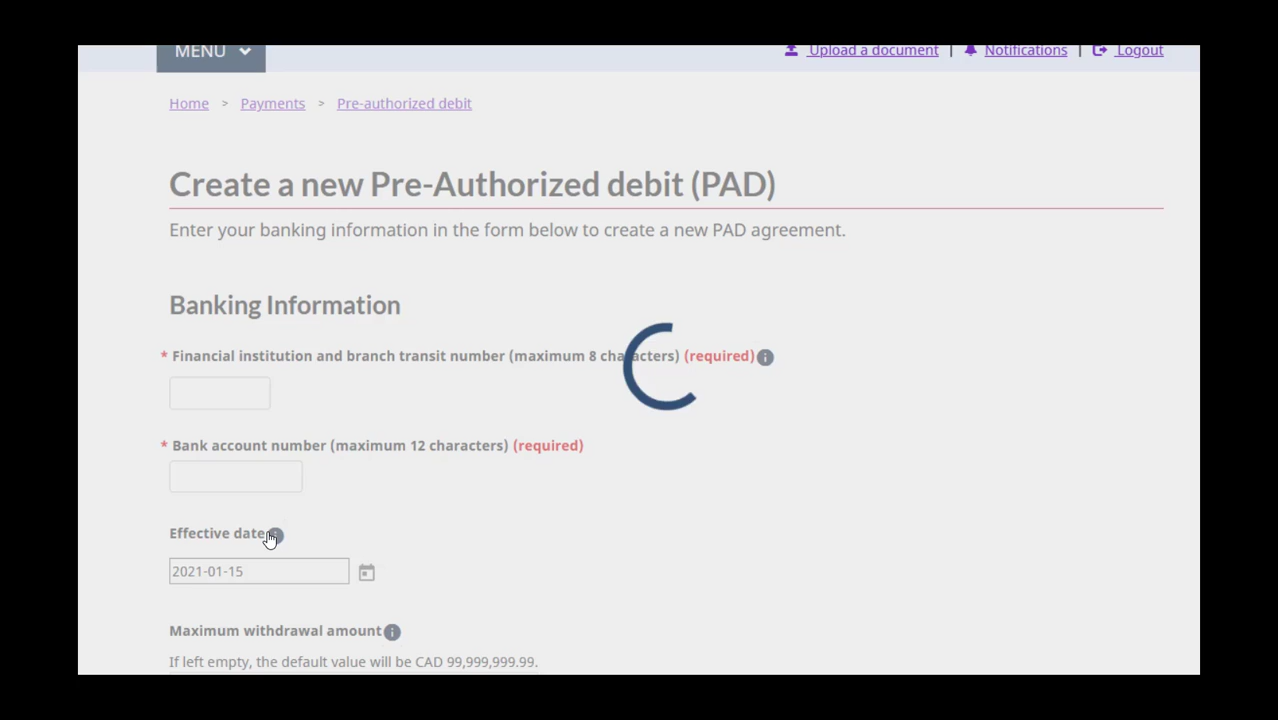 MENU
Upload a document | Notifications | Logout
Home > Payments > Pre-authorized debit
Create a new Pre-Authorized debit (PAD)
Enter your banking information in the form below to create a new PAD agreement.
Banking Information
* Financial institution and branch transit number (maximum 8 characters) (required)
* Bank account number (maximum 12 characters) (required)
Effective date
2021-01-15
Maximum withdrawal amount
If left empty, the default value will be CAD 99,999,999.99.